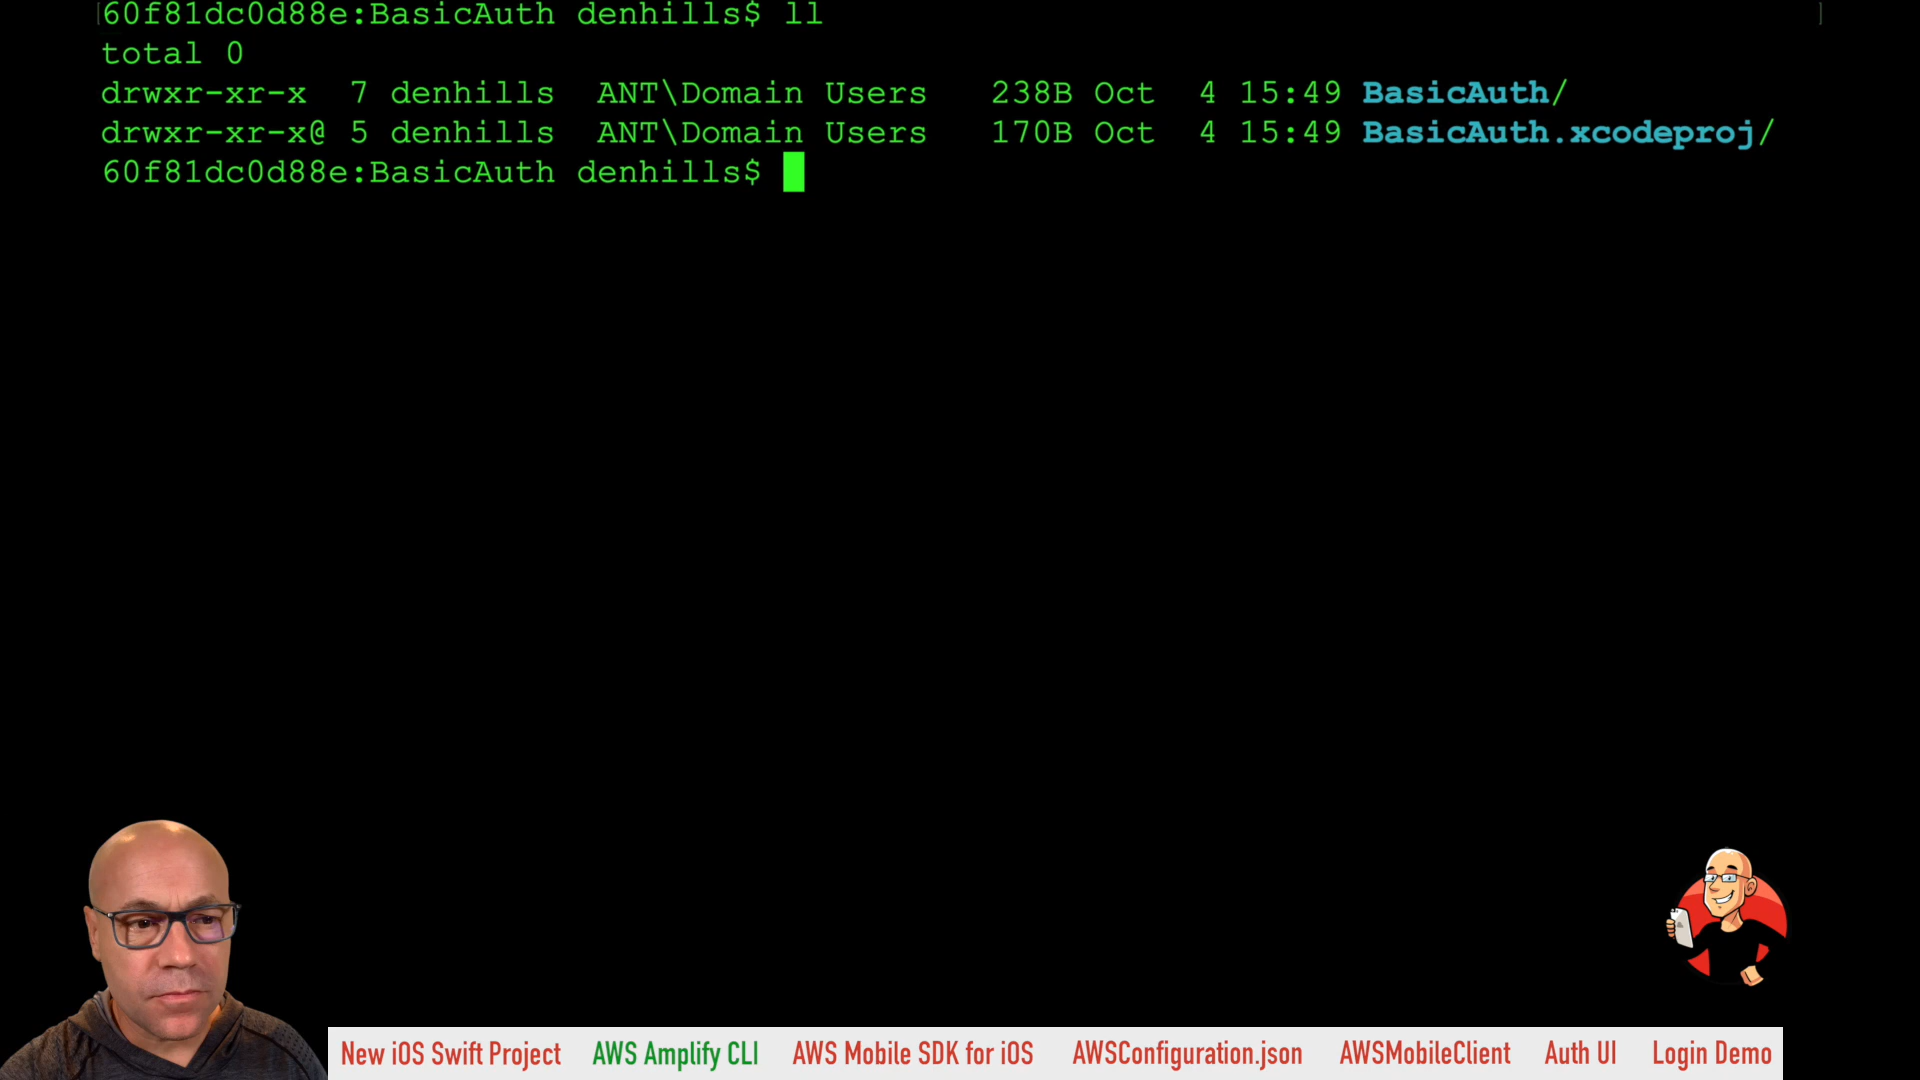 60f81dc0d88e:BasicAuth denhills$ ll
total 0
drwxr-xr-x  7 denhills  ANT\Domain Users   238B Oct  4 15:49 BasicAuth/
drwxr-xr-x@ 5 denhills  ANT\Domain Users   170B Oct  4 15:49 BasicAuth.xcodeproj/
60f81dc0d88e:BasicAuth denhills$
New iOS Swift Project AWS Amplify CLI AWS Mobile SDK for iOS AWSConfiguration.json AWSMobileClient Auth UI Login Demo